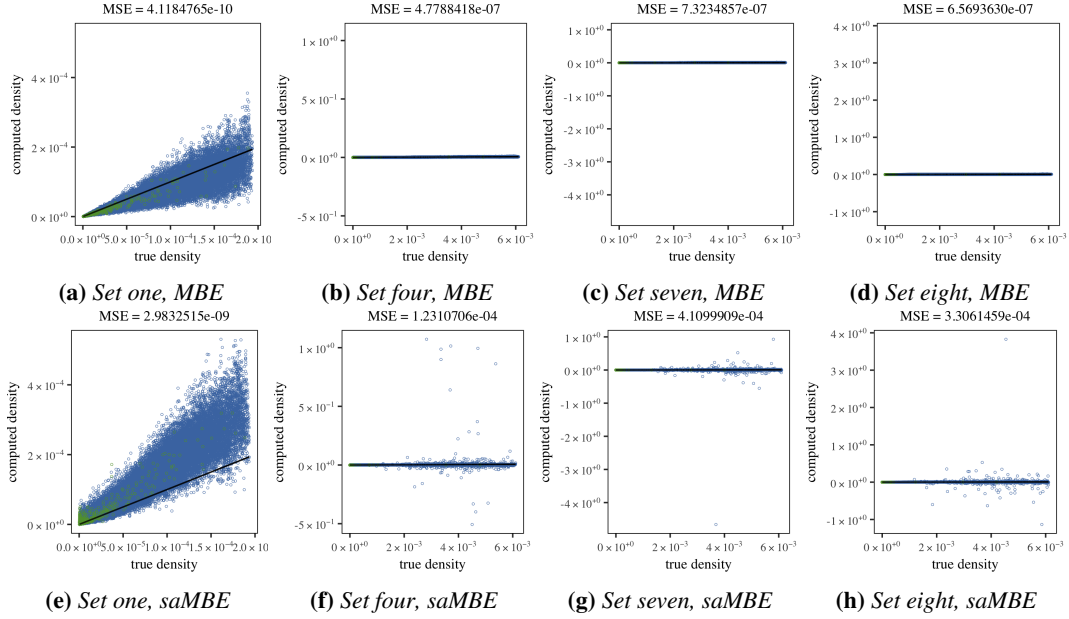 MSE = 4.1184765e-10
computed density
4 × 10⁻⁴
2 × 10⁻⁴
0 × 10⁺⁰
0.0 × 10⁺⁰ 5.0 × 10⁻⁵ 1.0 × 10⁻⁴ 1.5 × 10⁻⁴ 2.0 × 10
true density
(a) Set one, MBE
MSE = 4.7788418e-07
computed density
1 × 10⁺⁰
5 × 10⁻¹
0 × 10⁺⁰
−5 × 10⁻¹
0 × 10⁺⁰ 2 × 10⁻³ 4 × 10⁻³ 6 × 10⁻³
true density
(b) Set four, MBE
MSE = 7.3234857e-07
computed density
1 × 10⁺⁰
0 × 10⁺⁰
−1 × 10⁺⁰
−2 × 10⁺⁰
−3 × 10⁺⁰
−4 × 10⁺⁰
0 × 10⁺⁰ 2 × 10⁻³ 4 × 10⁻³ 6 × 10⁻³
true density
(c) Set seven, MBE
MSE = 6.5693630e-07
computed density
4 × 10⁺⁰
3 × 10⁺⁰
2 × 10⁺⁰
1 × 10⁺⁰
0 × 10⁺⁰
−1 × 10⁺⁰
0 × 10⁺⁰ 2 × 10⁻³ 4 × 10⁻³ 6 × 10⁻³
true density
(d) Set eight, MBE
MSE = 2.9832515e-09
computed density
4 × 10⁻⁴
2 × 10⁻⁴
0 × 10⁺⁰
0.0 × 10⁺⁰ 5.0 × 10⁻⁵ 1.0 × 10⁻⁴ 1.5 × 10⁻⁴ 2.0 × 10
true density
(e) Set one, saMBE
MSE = 1.2310706e-04
computed density
1 × 10⁺⁰
5 × 10⁻¹
0 × 10⁺⁰
−5 × 10⁻¹
0 × 10⁺⁰ 2 × 10⁻³ 4 × 10⁻³ 6 × 10⁻³
true density
(f) Set four, saMBE
MSE = 4.1099909e-04
computed density
1 × 10⁺⁰
0 × 10⁺⁰
−1 × 10⁺⁰
−2 × 10⁺⁰
−3 × 10⁺⁰
−4 × 10⁺⁰
0 × 10⁺⁰ 2 × 10⁻³ 4 × 10⁻³ 6 × 10⁻³
true density
(g) Set seven, saMBE
MSE = 3.3061459e-04
computed density
4 × 10⁺⁰
3 × 10⁺⁰
2 × 10⁺⁰
1 × 10⁺⁰
0 × 10⁺⁰
−1 × 10⁺⁰
0 × 10⁺⁰ 2 × 10⁻³ 4 × 10⁻³ 6 × 10⁻³
true density
(h) Set eight, saMBE